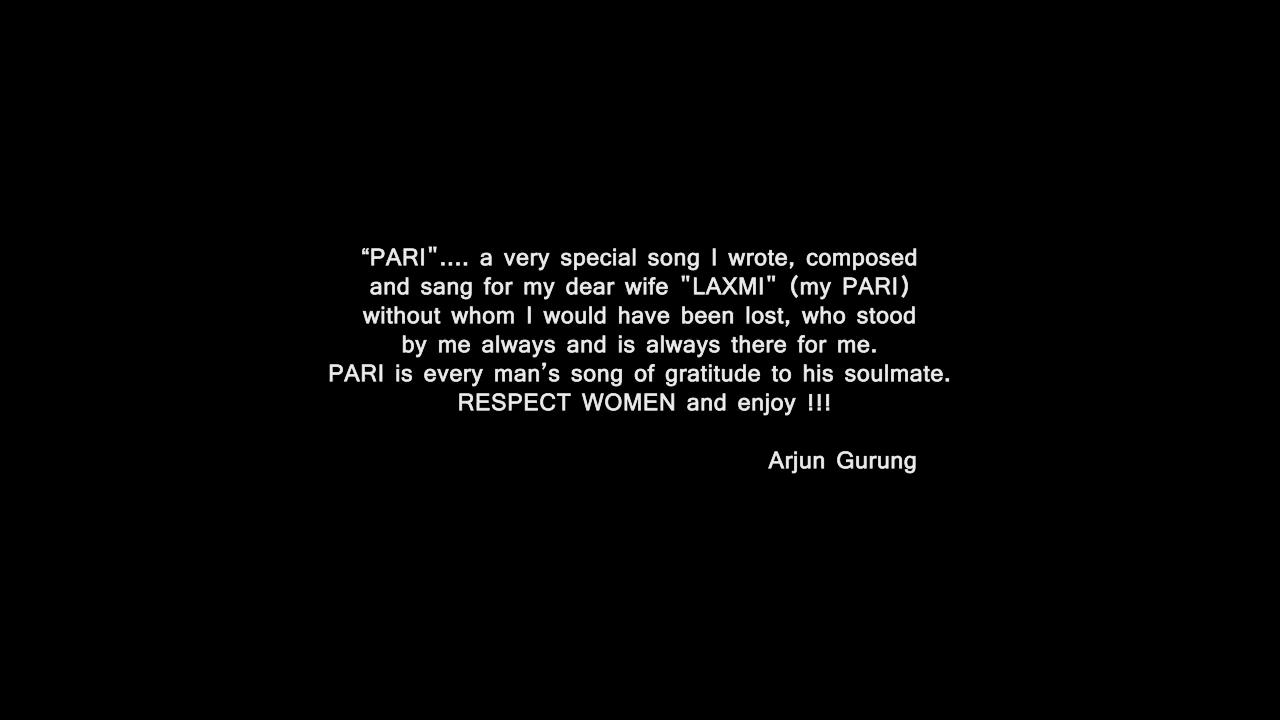 “PARI".... a very special song I wrote, composed
and sang for my dear wife "LAXMI" (my PARI)
without whom I would have been lost, who stood
by me always and is always there for me.
PARI is every man’s song of gratitude to his soulmate.
RESPECT WOMEN and enjoy !!!
Arjun Gurung